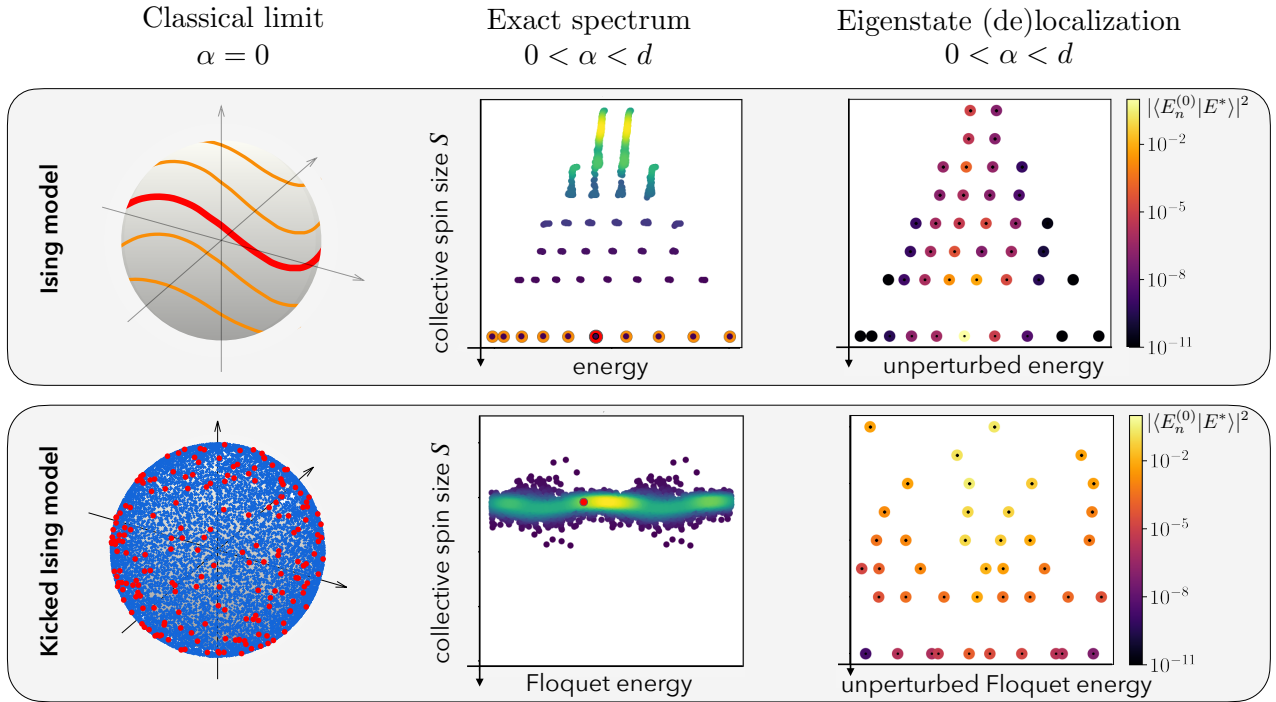 Classical limit
α = 0
Exact spectrum
0 < α < d
Eigenstate (de)localization
0 < α < d
Ising model
collective spin size S
energy
unperturbed energy
|⟨E_n^{(0)}|E*⟩|²
10⁻²
10⁻⁵
10⁻⁸
10⁻¹¹
Kicked Ising model
collective spin size S
Floquet energy
unperturbed Floquet energy
|⟨E_n^{(0)}|E*⟩|²
10⁻²
10⁻⁵
10⁻⁸
10⁻¹¹